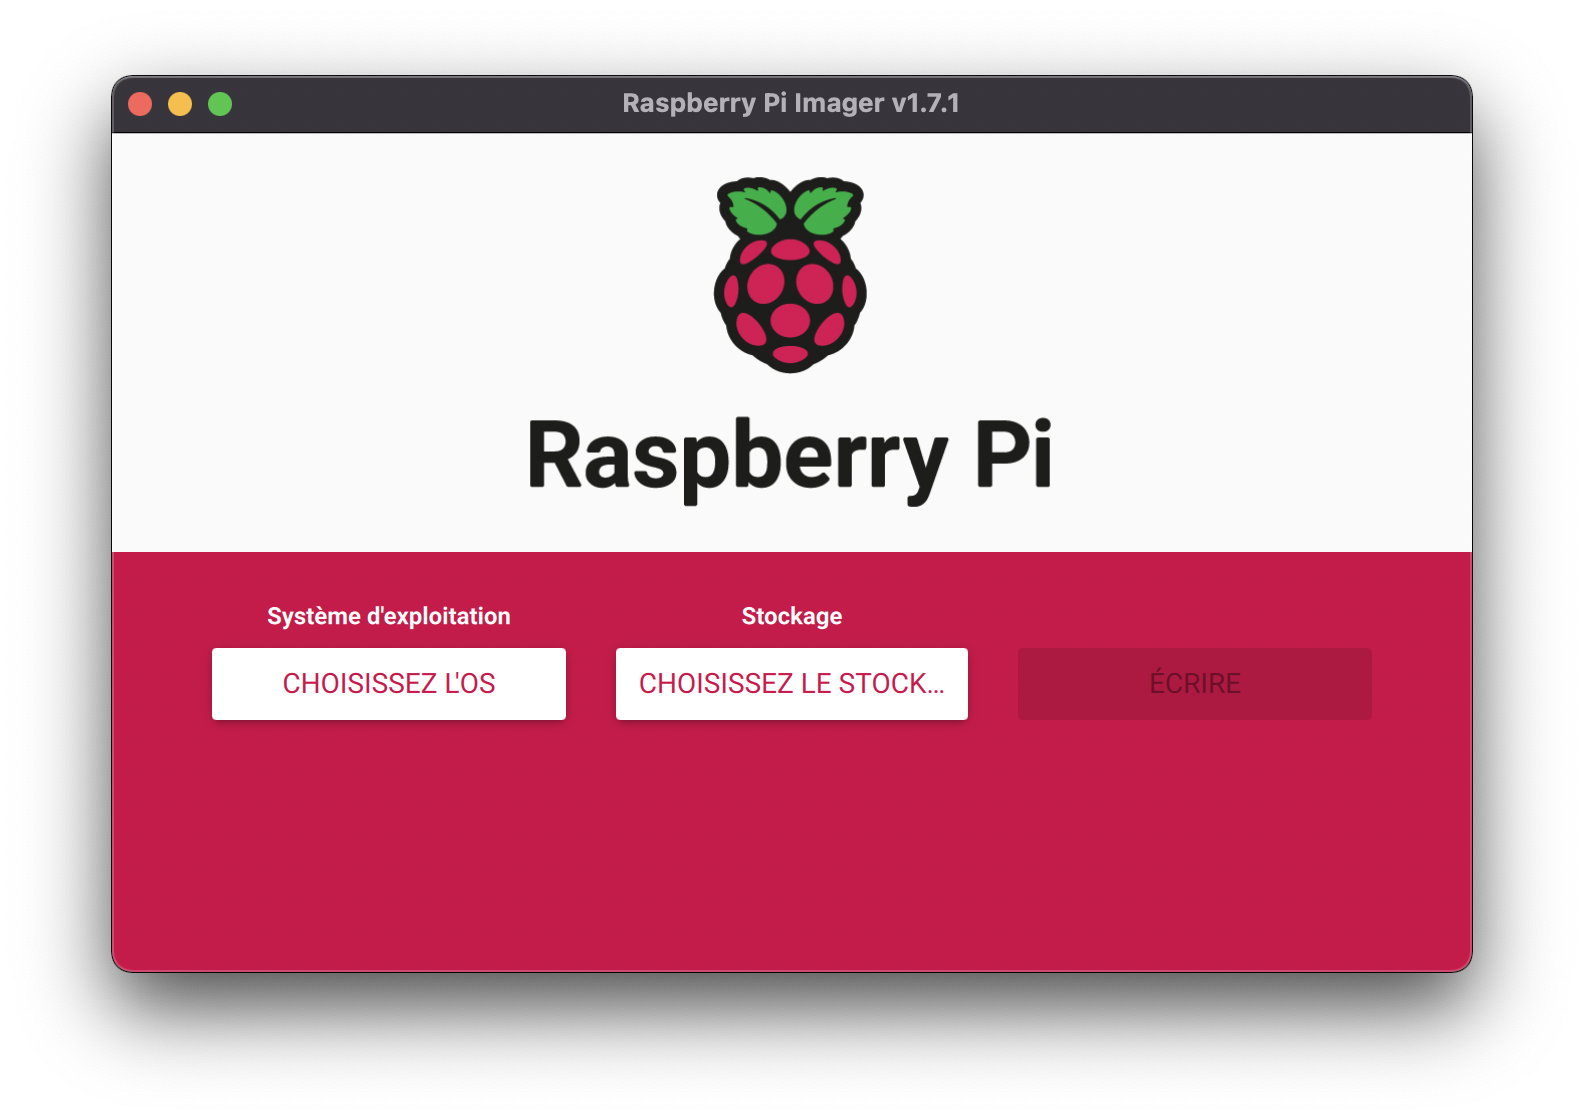 Raspberry Pi Imager v1.7.1
Raspberry Pi
Système d'exploitation
Stockage
CHOISISSEZ L'OS
CHOISISSEZ LE STOCK...
ÉCRIRE